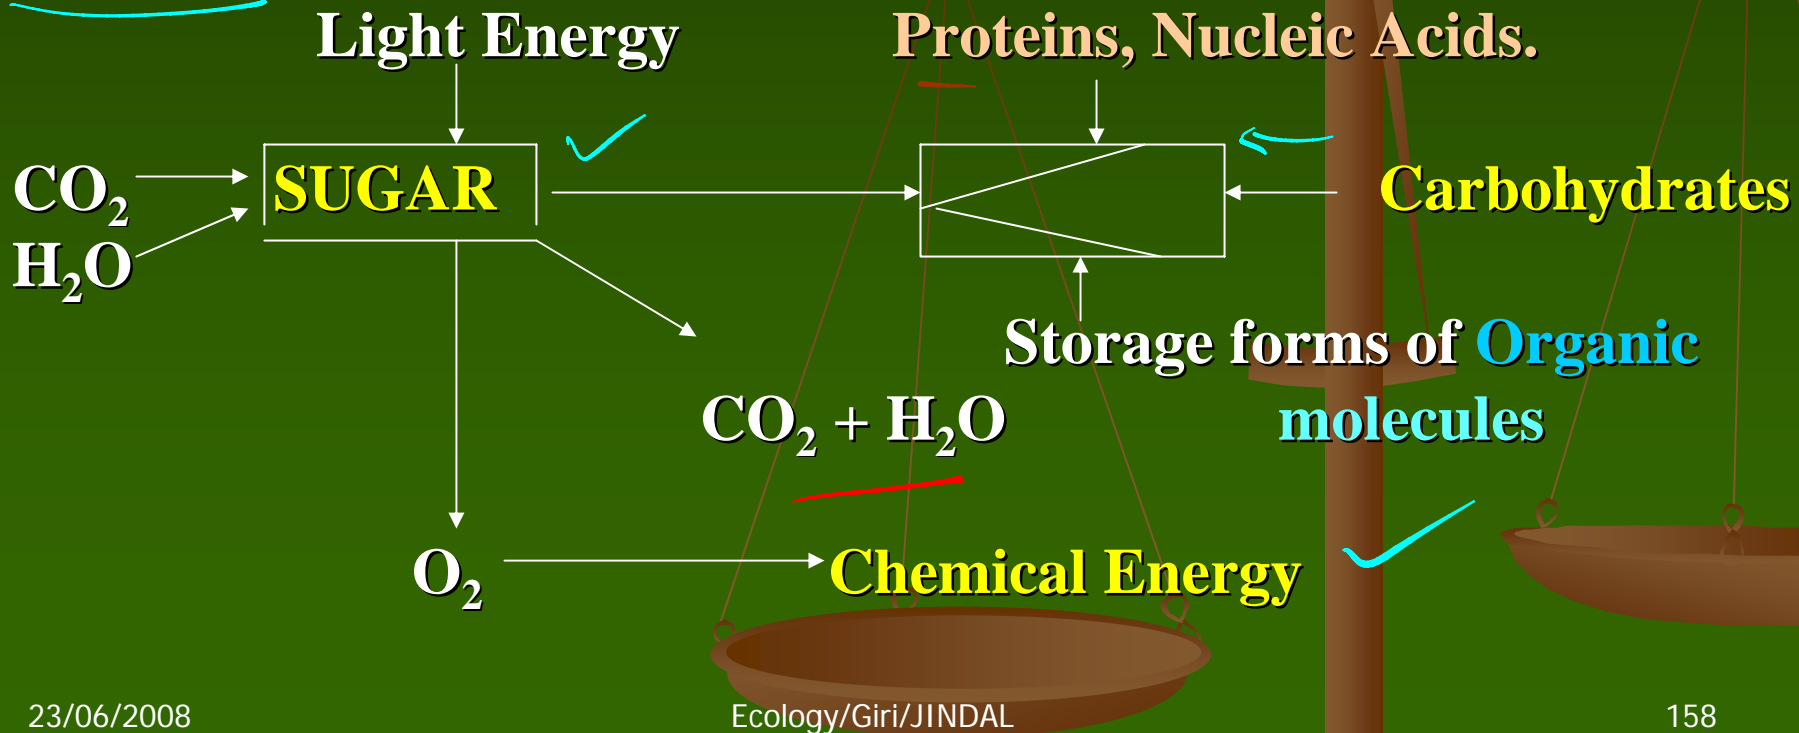 Light Energy
Proteins, Nucleic Acids.
CO₂
SUGAR
Carbohydrates
H₂O
Storage forms of Organic
molecules
CO₂ + H₂O
O₂
Chemical Energy
23/06/2008
Ecology/Giri/JINDAL
158